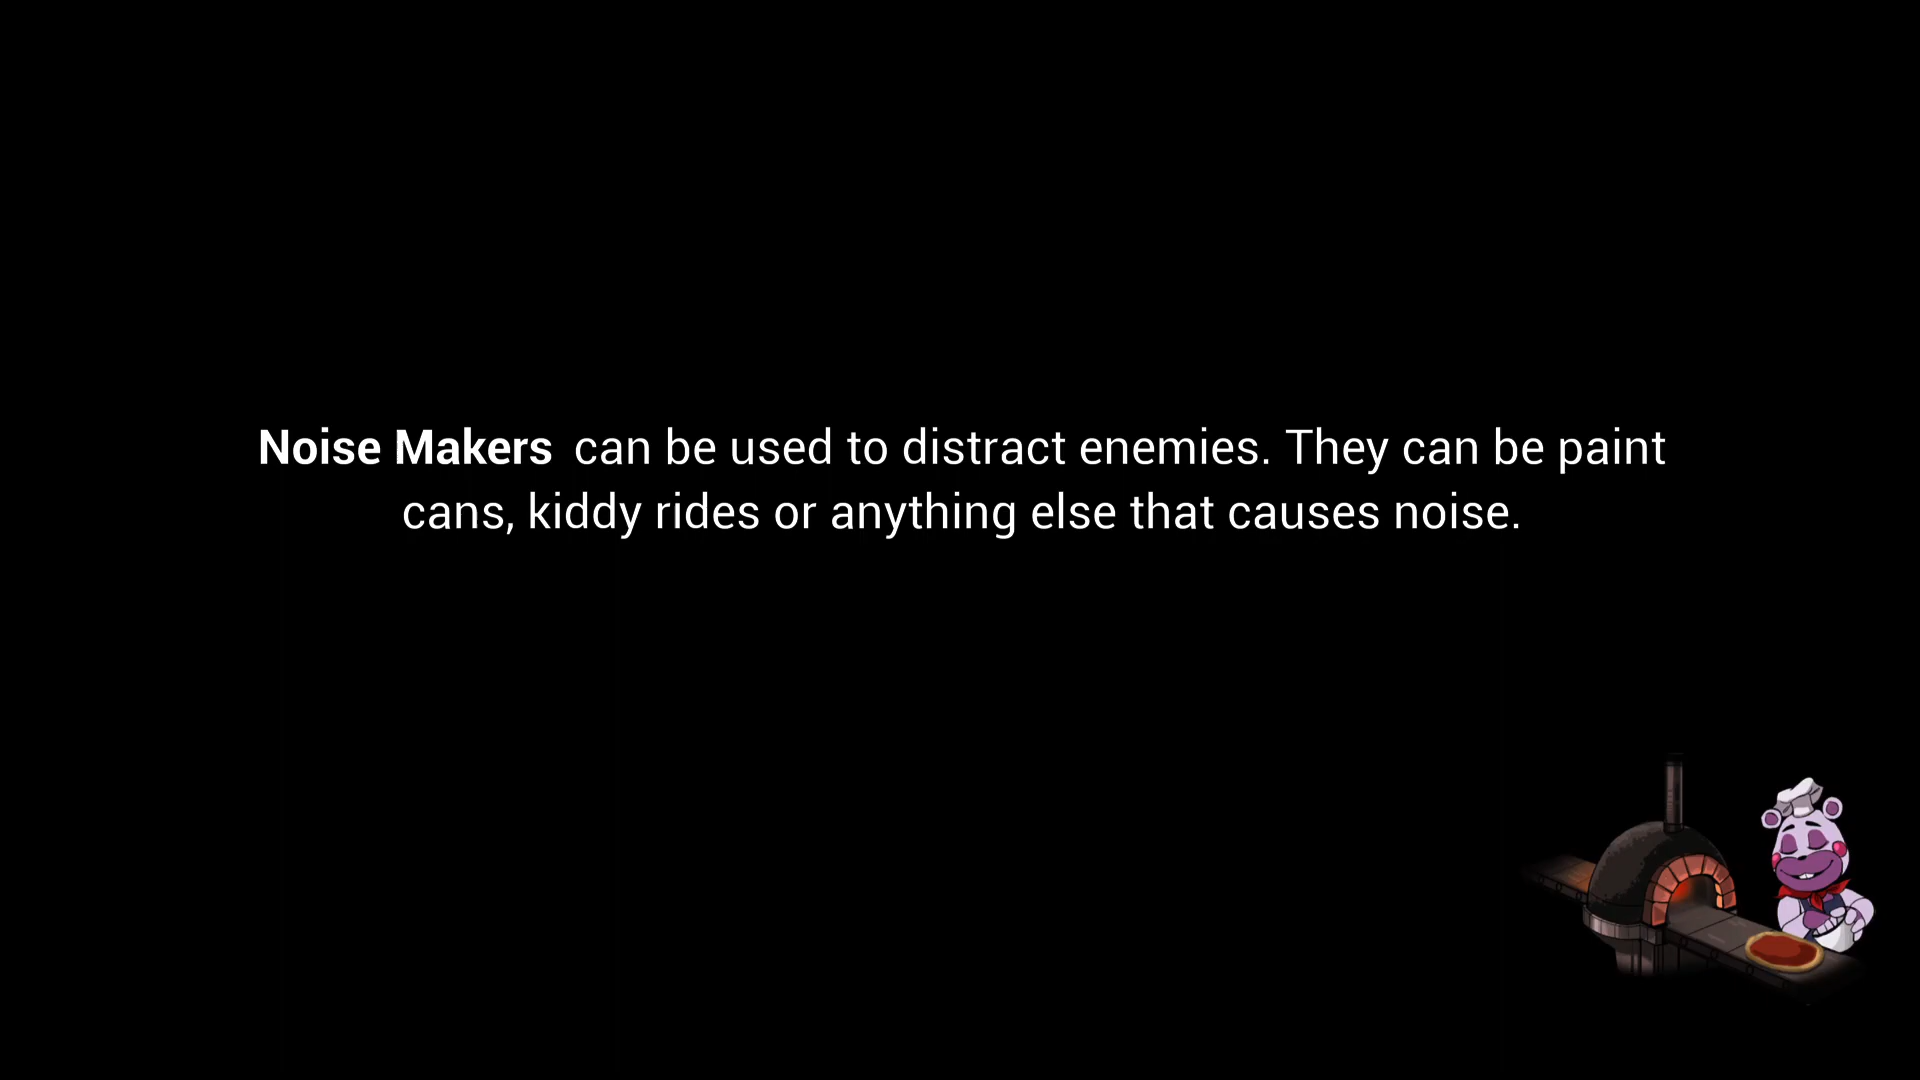 Noise Makers can be used to distract enemies. They can be paint
cans, kiddy rides or anything else that causes noise.